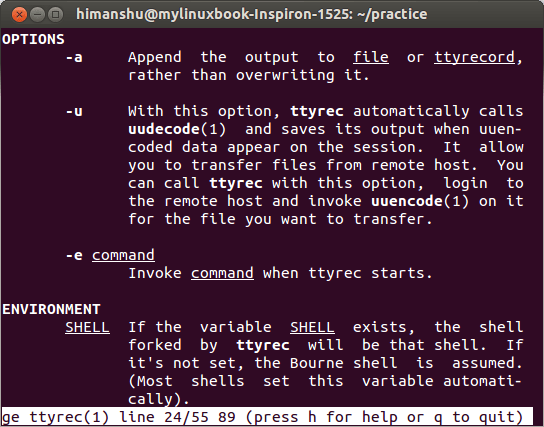 himanshu@mylinuxbook-Inspiron-1525: ~/practice
OPTIONS
-a Append the output to file or ttyrecord,
rather than overwriting it.
-u With this option, ttyrec automatically calls
uudecode(1) and saves its output when uuen-
coded data appear on the session. It allow
you to transfer files from remote host. You
can call ttyrec with this option, login to
the remote host and invoke uuencode(1) on it
for the file you want to transfer.
-e command
Invoke command when ttyrec starts.
ENVIRONMENT
SHELL If the variable SHELL exists, the shell
forked by ttyrec will be that shell. If
it's not set, the Bourne shell is assumed.
(Most shells set this variable automati-
cally).
ge ttyrec(1) line 24/55 89 (press h for help or q to quit)